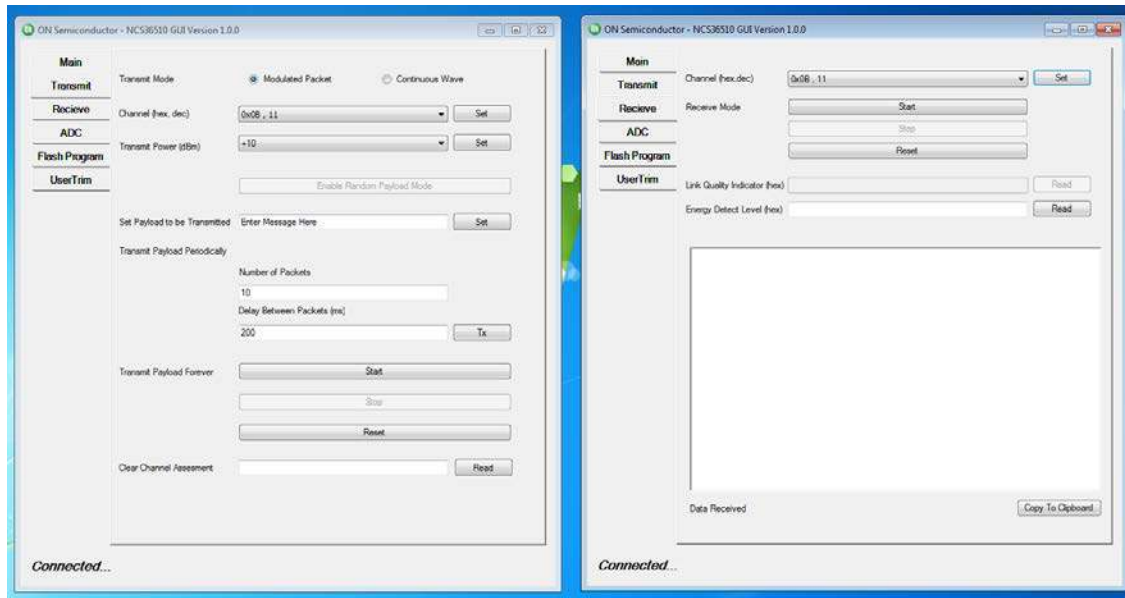 ON Semiconductor - NCS36510 GUI Version 1.0.0
Main
Transmit
Recieve
ADC
Flash Program
UserTrim
Transmit Mode
Modulated Packet
Continuous Wave
Channel (hex, dec)
0x0B , 11
Set
Transmit Power (dBm)
+10
Set
Enable Random Payload Mode
Set Payload to be Transmitted
Enter Message Here
Set
Transmit Payload Periodically
Number of Packets
10
Delay Between Packets (ms)
200
Tx
Transmit Payload Forever
Start
Stop
Reset
Clear Channel Assesment
Read
Connected...
ON Semiconductor - NCS36510 GUI Version 1.0.0
Main
Transmit
Recieve
ADC
Flash Program
UserTrim
Channel (hex,dec)
0x0B , 11
Set
Receive Mode
Start
Stop
Reset
Link Quality Indicator (hex)
Read
Energy Detect Level (hex)
Read
Data Received
Copy To Clipboard
Connected...